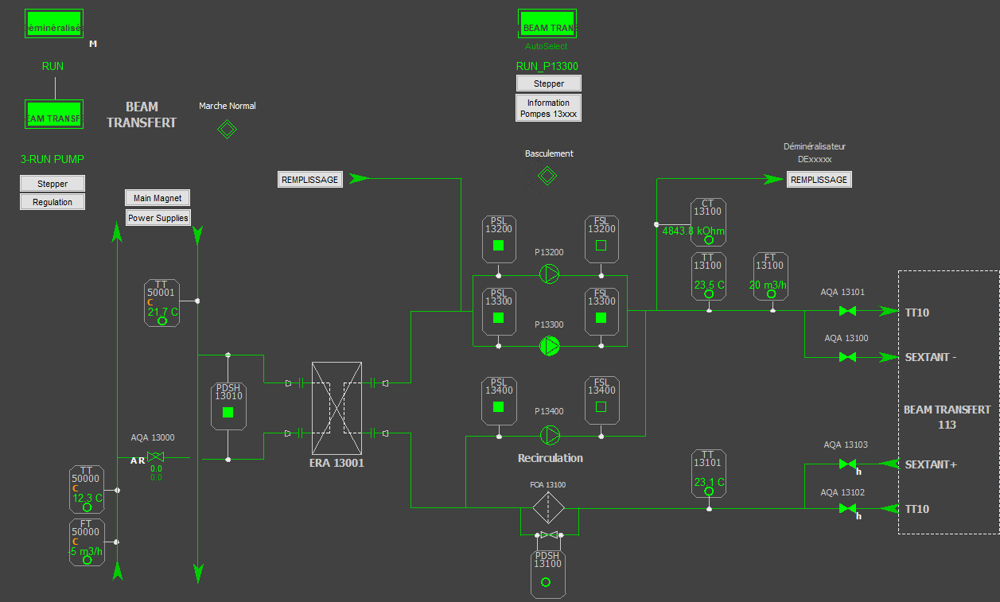 éminéralisé
M
RUN
EAM TRANSFE
3-RUN PUMP
Stepper
Regulation
BEAM
TRANSFERT
Marche Normal
Main Magnet
Power Supplies
BEAM TRAN
AutoSelect
RUN_P13300
Stepper
Information
Pompes 13xxx
Basculement
REMPLISSAGE
Déminéralisateur
DExxxxx
REMPLISSAGE
CT
13100
4843.8 kOhm
TT
13100
23.5 C
FT
13100
20 m3/h
PSL
13200
P13200
FSL
13200
PSL
13300
P13300
FSL
13300
PSL
13400
P13400
FSL
13400
Recirculation
TT
50001
C
21.7 C
PDSH
13010
ERA 13001
AQA 13000
AR
0.0
0.0
TT
50000
C
12.3 C
FT
50000
C
-5 m3/h
FOA 13100
PDSH
13100
TT
13101
23.1 C
AQA 13101
TT10
AQA 13100
SEXTANT -
BEAM TRANSFERT
113
AQA 13103
h
SEXTANT+
AQA 13102
h
TT10